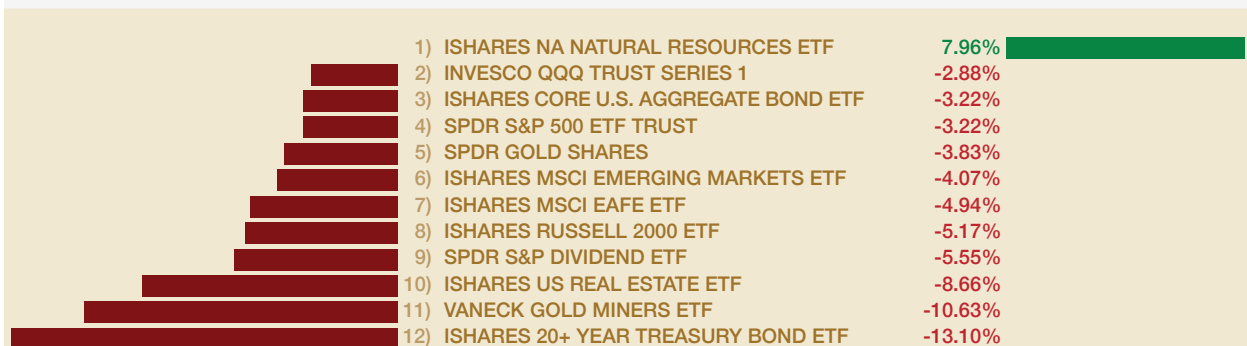 1) ISHARES NA NATURAL RESOURCES ETF 7.96%
2) INVESCO QQQ TRUST SERIES 1 -2.88%
3) ISHARES CORE U.S. AGGREGATE BOND ETF -3.22%
4) SPDR S&P 500 ETF TRUST -3.22%
5) SPDR GOLD SHARES -3.83%
6) ISHARES MSCI EMERGING MARKETS ETF -4.07%
7) ISHARES MSCI EAFE ETF -4.94%
8) ISHARES RUSSELL 2000 ETF -5.17%
9) SPDR S&P DIVIDEND ETF -5.55%
10) ISHARES US REAL ESTATE ETF -8.66%
11) VANECK GOLD MINERS ETF -10.63%
12) ISHARES 20+ YEAR TREASURY BOND ETF -13.10%